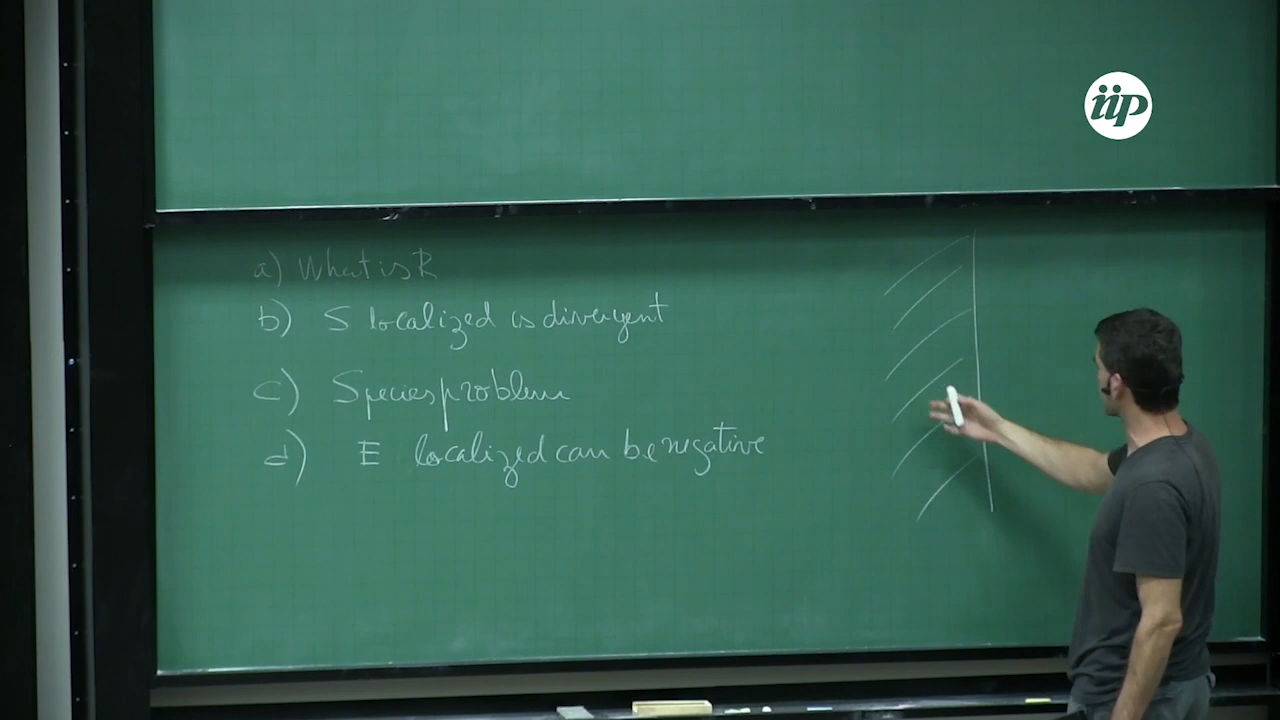 iip
a) What is R
b) S localized is divergent
c) Species problem
d) E localized can be negative